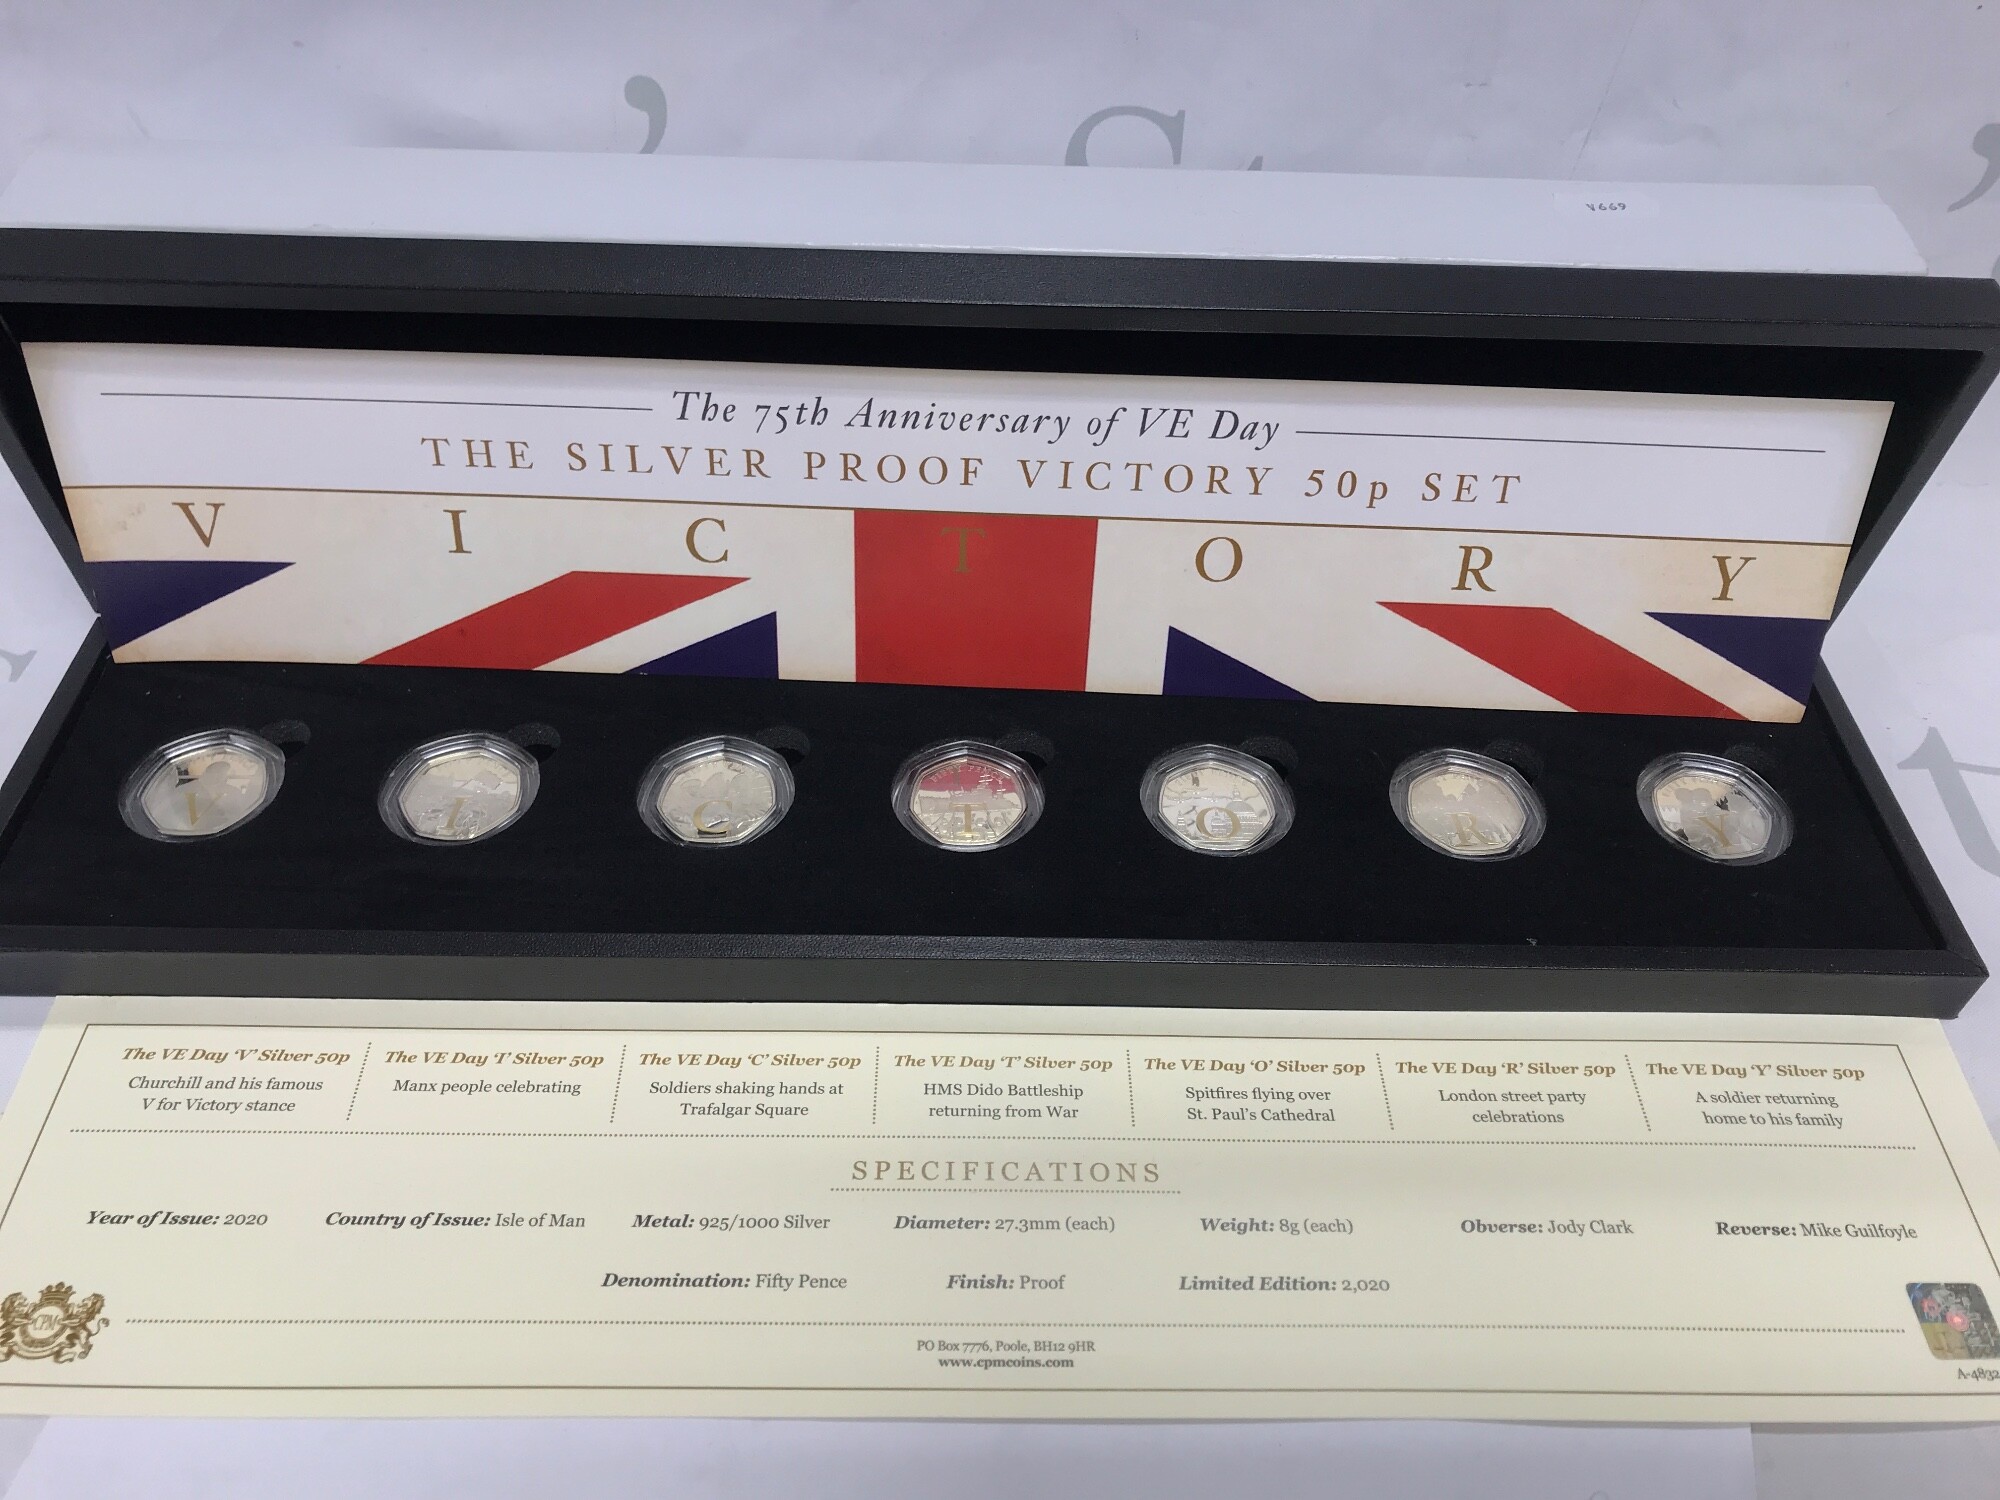 V669
The 75th Anniversary of VE Day
THE SILVER PROOF VICTORY 50p SET
V I C T O R Y
V I C T O R Y
The VE Day 'V' Silver 50p
Churchill and his famous
V for Victory stance
The VE Day 'I' Silver 50p
Manx people celebrating
The VE Day 'C' Silver 50p
Soldiers shaking hands at
Trafalgar Square
The VE Day 'T' Silver 50p
HMS Dido Battleship
returning from War
The VE Day 'O' Silver 50p
Spitfires flying over
St. Paul's Cathedral
The VE Day 'R' Silver 50p
London street party
celebrations
The VE Day 'Y' Silver 50p
A soldier returning
home to his family
SPECIFICATIONS
Year of Issue: 2020 Country of Issue: Isle of Man Metal: 925/1000 Silver Diameter: 27.3mm (each) Weight: 8g (each) Obverse: Jody Clark Reverse: Mike Guilfoyle
Denomination: Fifty Pence Finish: Proof Limited Edition: 2,020
CPM
PO Box 7776, Poole, BH12 9HR
www.cpmcoins.com
A-4832